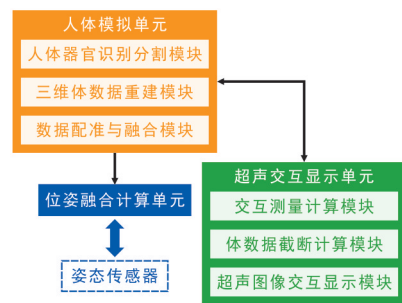 人体模拟单元
人体器官识别分割模块
三维体数据重建模块
数据配准与融合模块
位姿融合计算单元
姿态传感器
超声交互显示单元
交互测量计算模块
体数据截断计算模块
超声图像交互显示模块